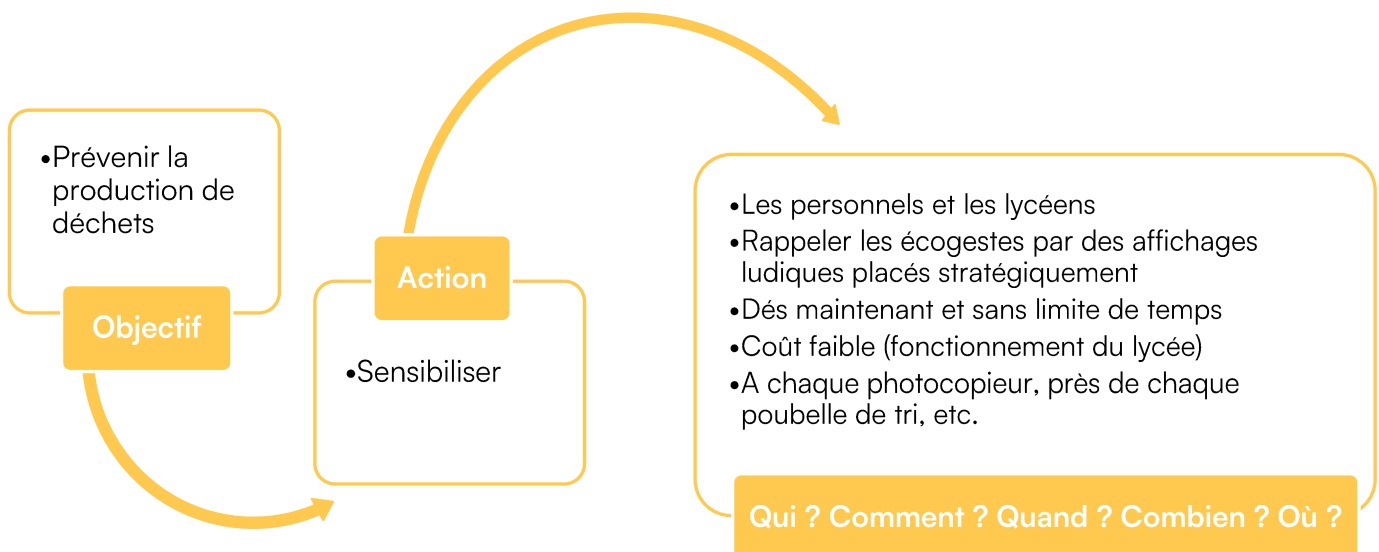 •Prévenir la
production de
déchets
Objectif
Action
•Sensibiliser
•Les personnels et les lycéens
•Rappeler les écogestes par des affichages
ludiques placés stratégiquement
•Dés maintenant et sans limite de temps
•Coût faible (fonctionnement du lycée)
•A chaque photocopieur, près de chaque
poubelle de tri, etc.
Qui ? Comment ? Quand ? Combien ? Où ?